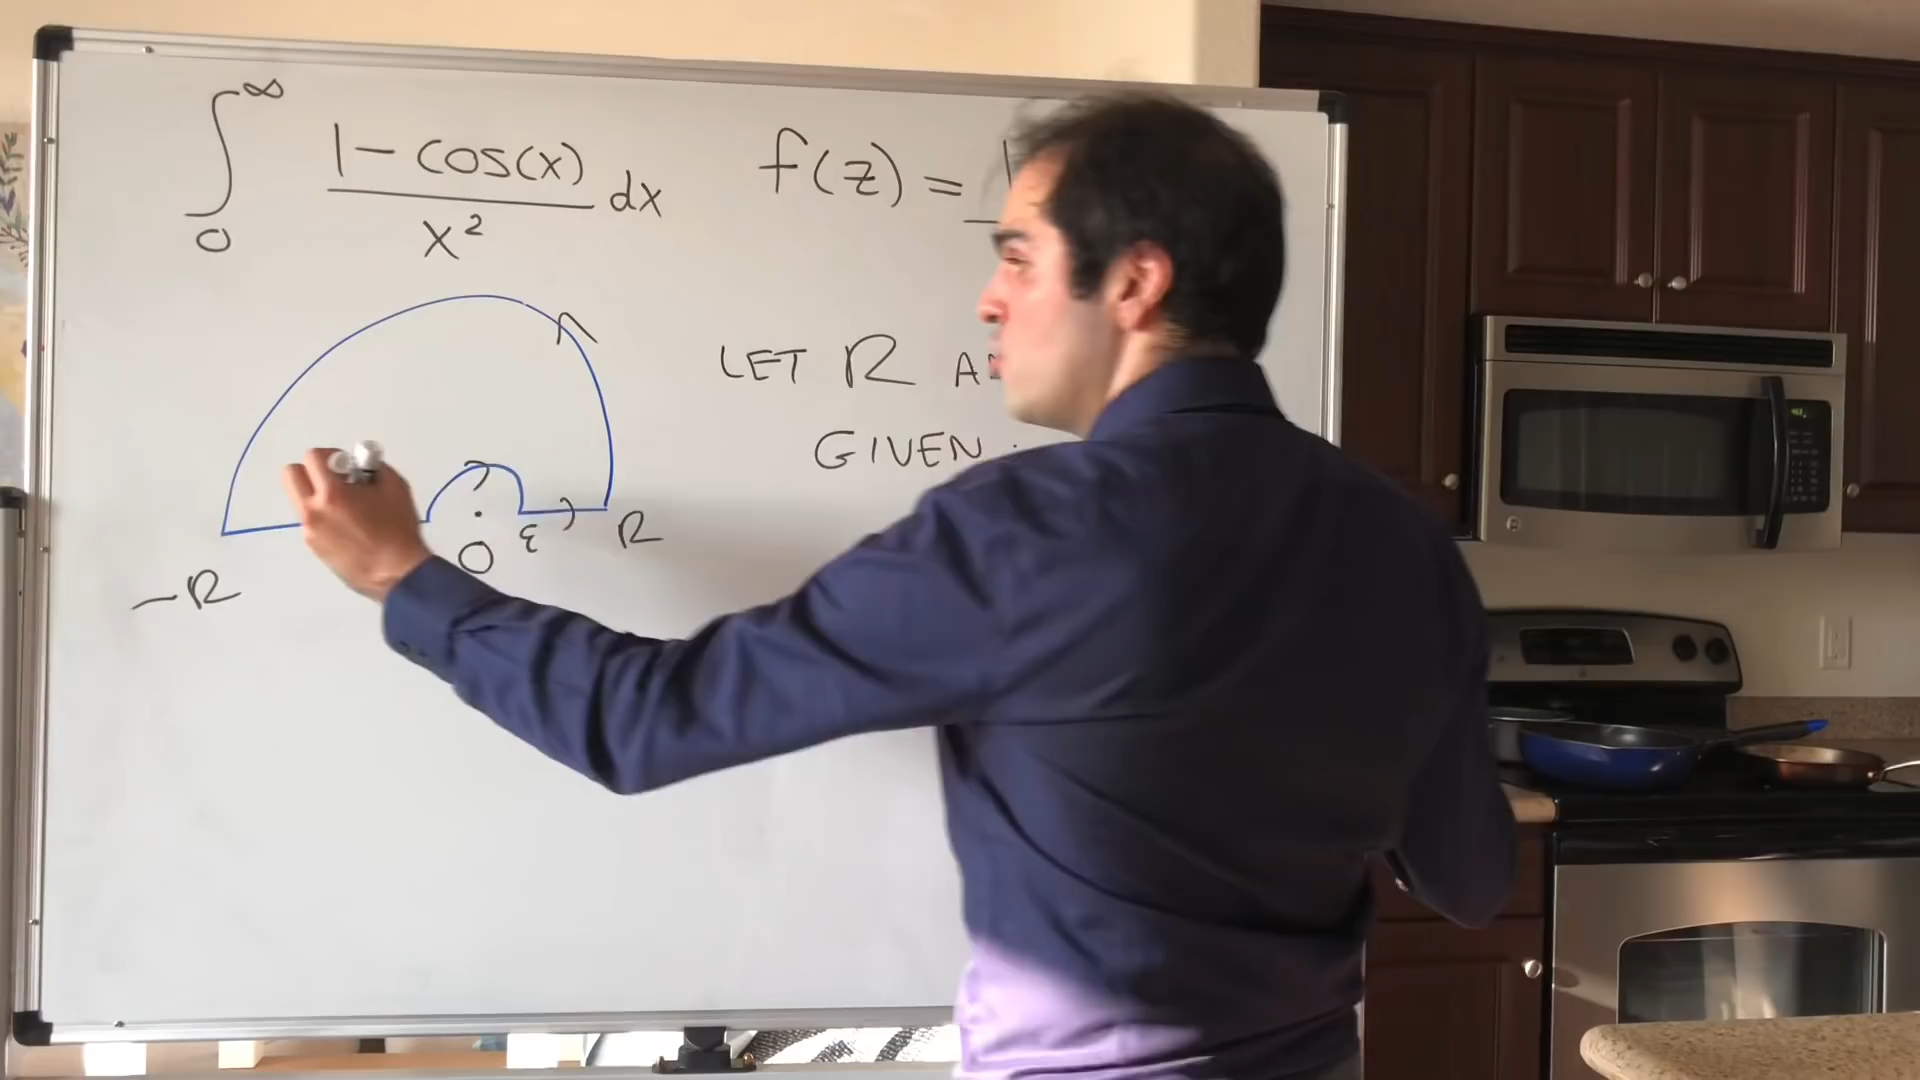 ∫₀^∞ (1 - cos(x))/x² dx
f(z) =
LET R
GIVEN
ε
R
O
-R